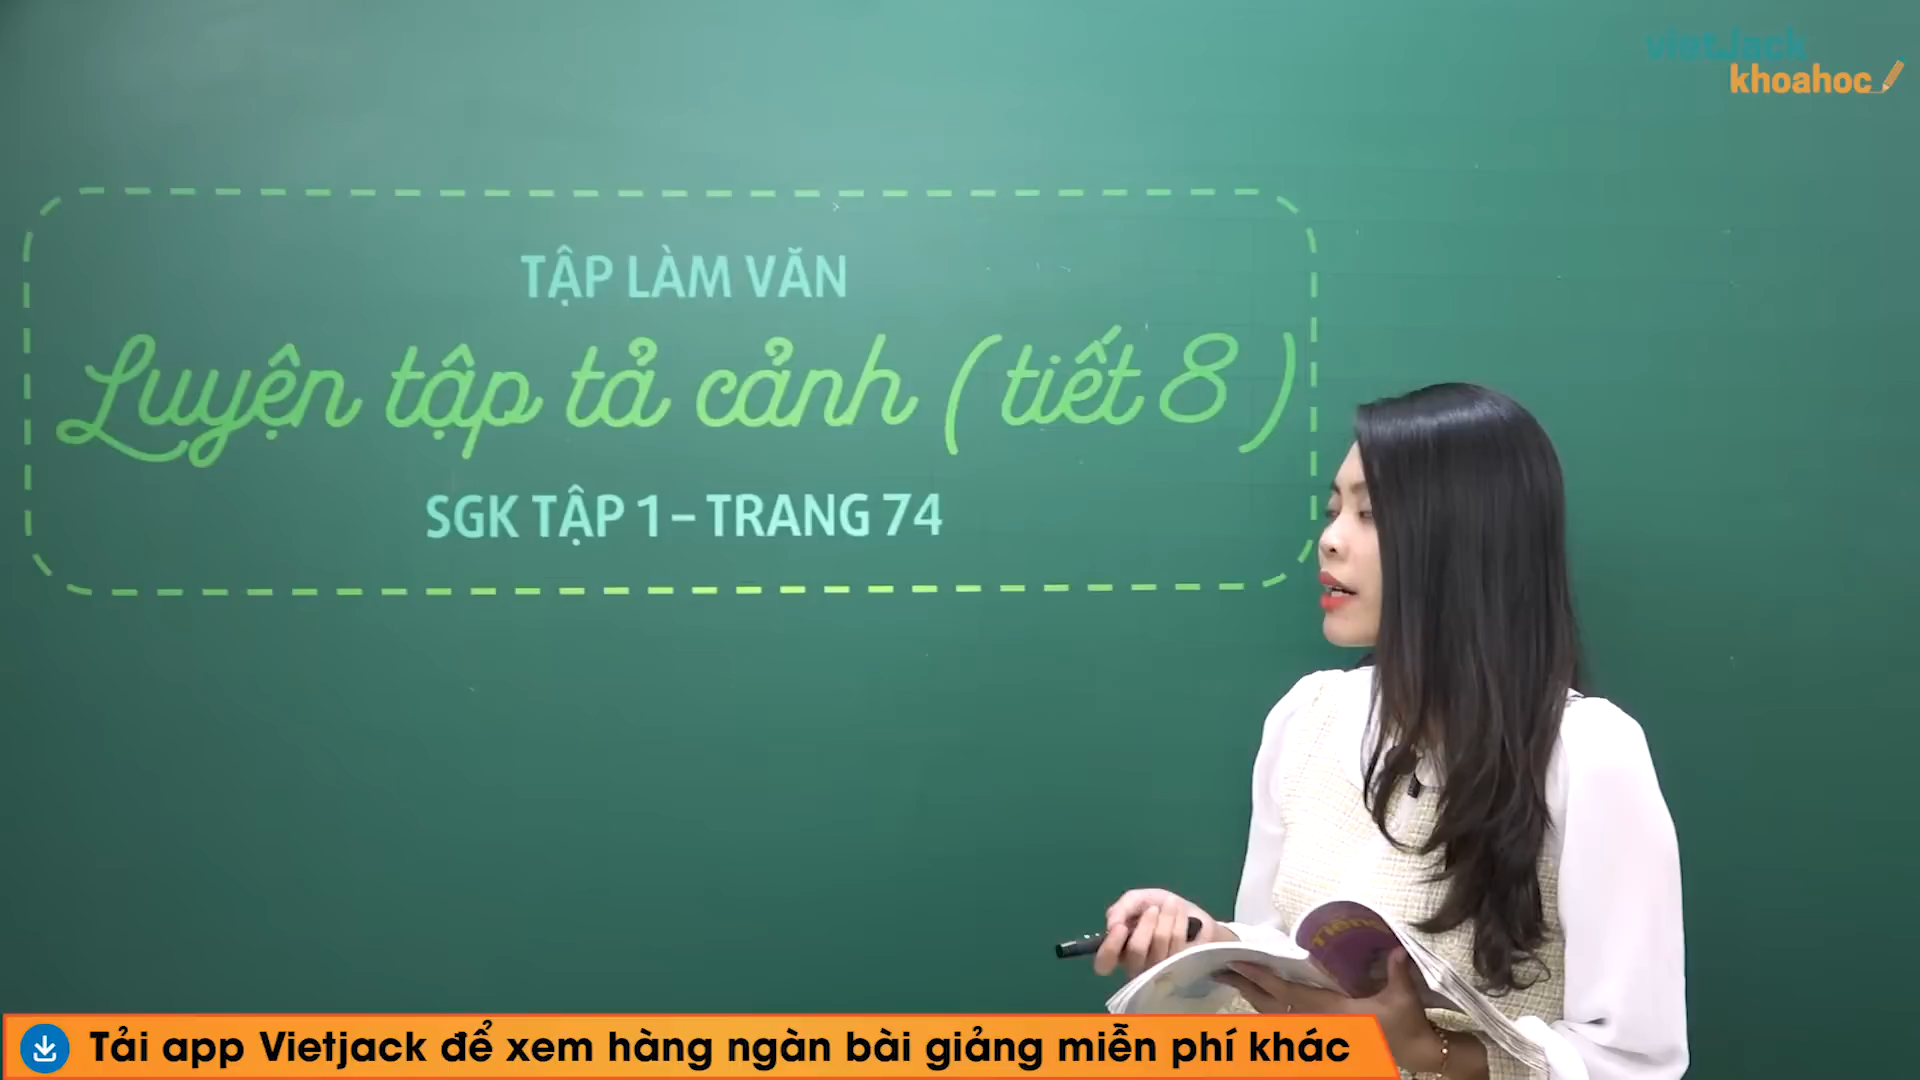 vietJack
khoahoc
TẬP LÀM VĂN
Luyện tập tả cảnh (tiết 8)
SGK TẬP 1 – TRANG 74
Tiếng
Tải app Vietjack để xem hàng ngàn bài giảng miễn phí khác